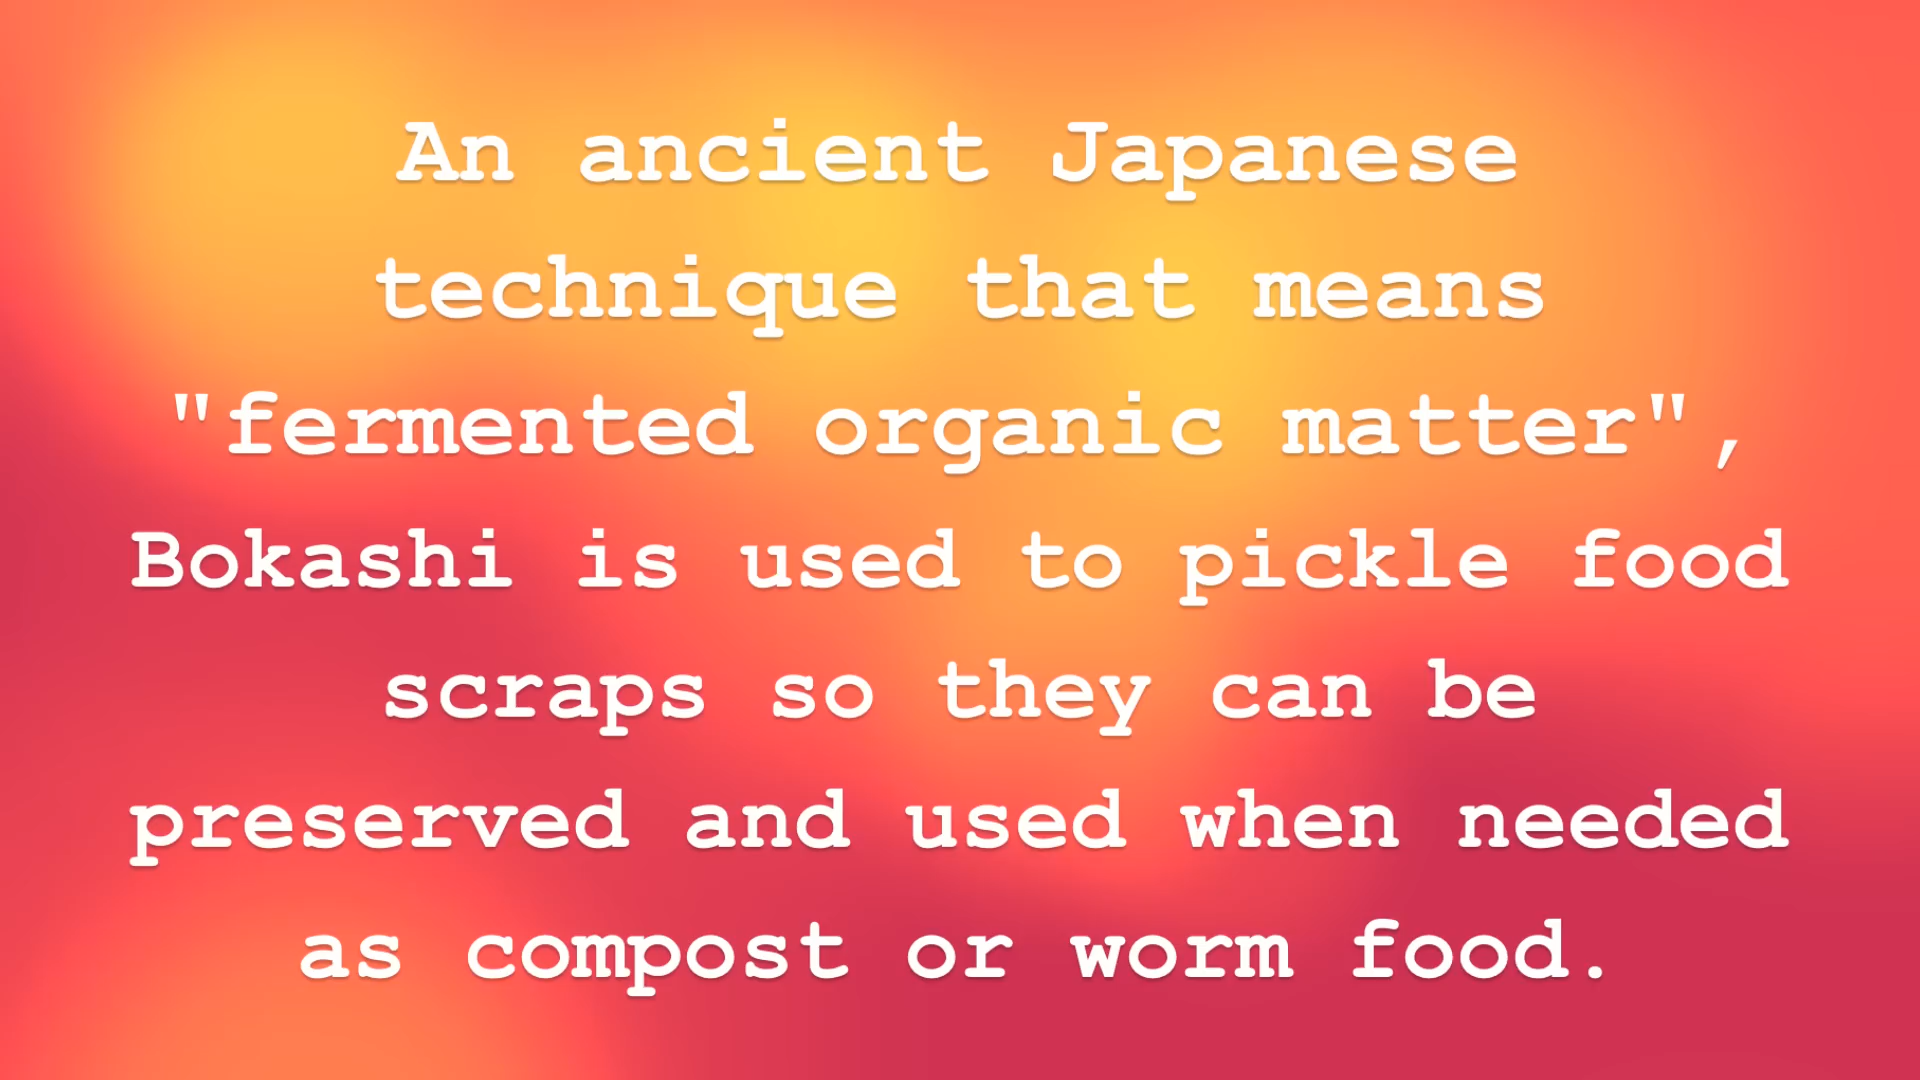 An ancient Japanese
technique that means
"fermented organic matter",
Bokashi is used to pickle food
scraps so they can be
preserved and used when needed
as compost or worm food.